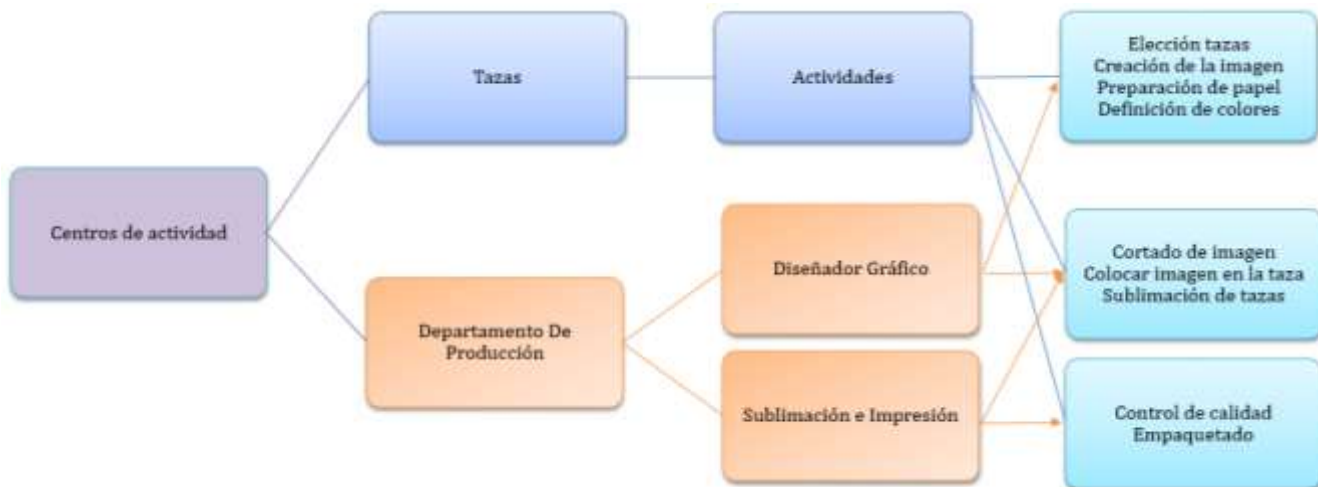 Tazas
Actividades
Elección tazas
Creación de la imagen
Preparación de papel
Definición de colores
Centros de actividad
Departamento De
Producción
Diseñador Gráfico
Sublimación e Impresión
Cortado de imagen
Colocar imagen en la taza
Sublimación de tazas
Control de calidad
Empaquetado